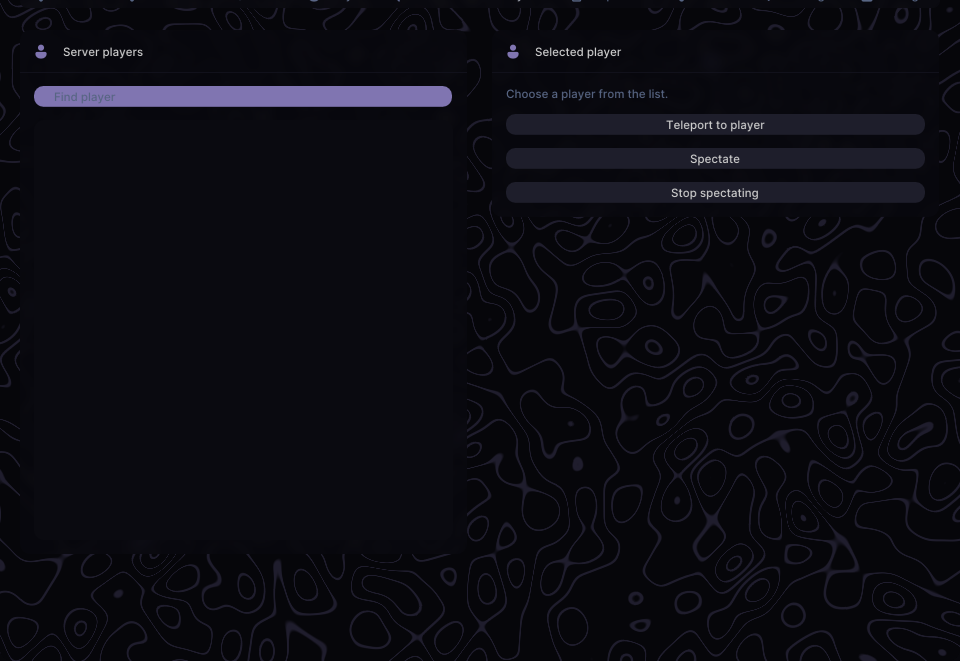 Server players
Find player
Selected player
Choose a player from the list.
Teleport to player
Spectate
Stop spectating